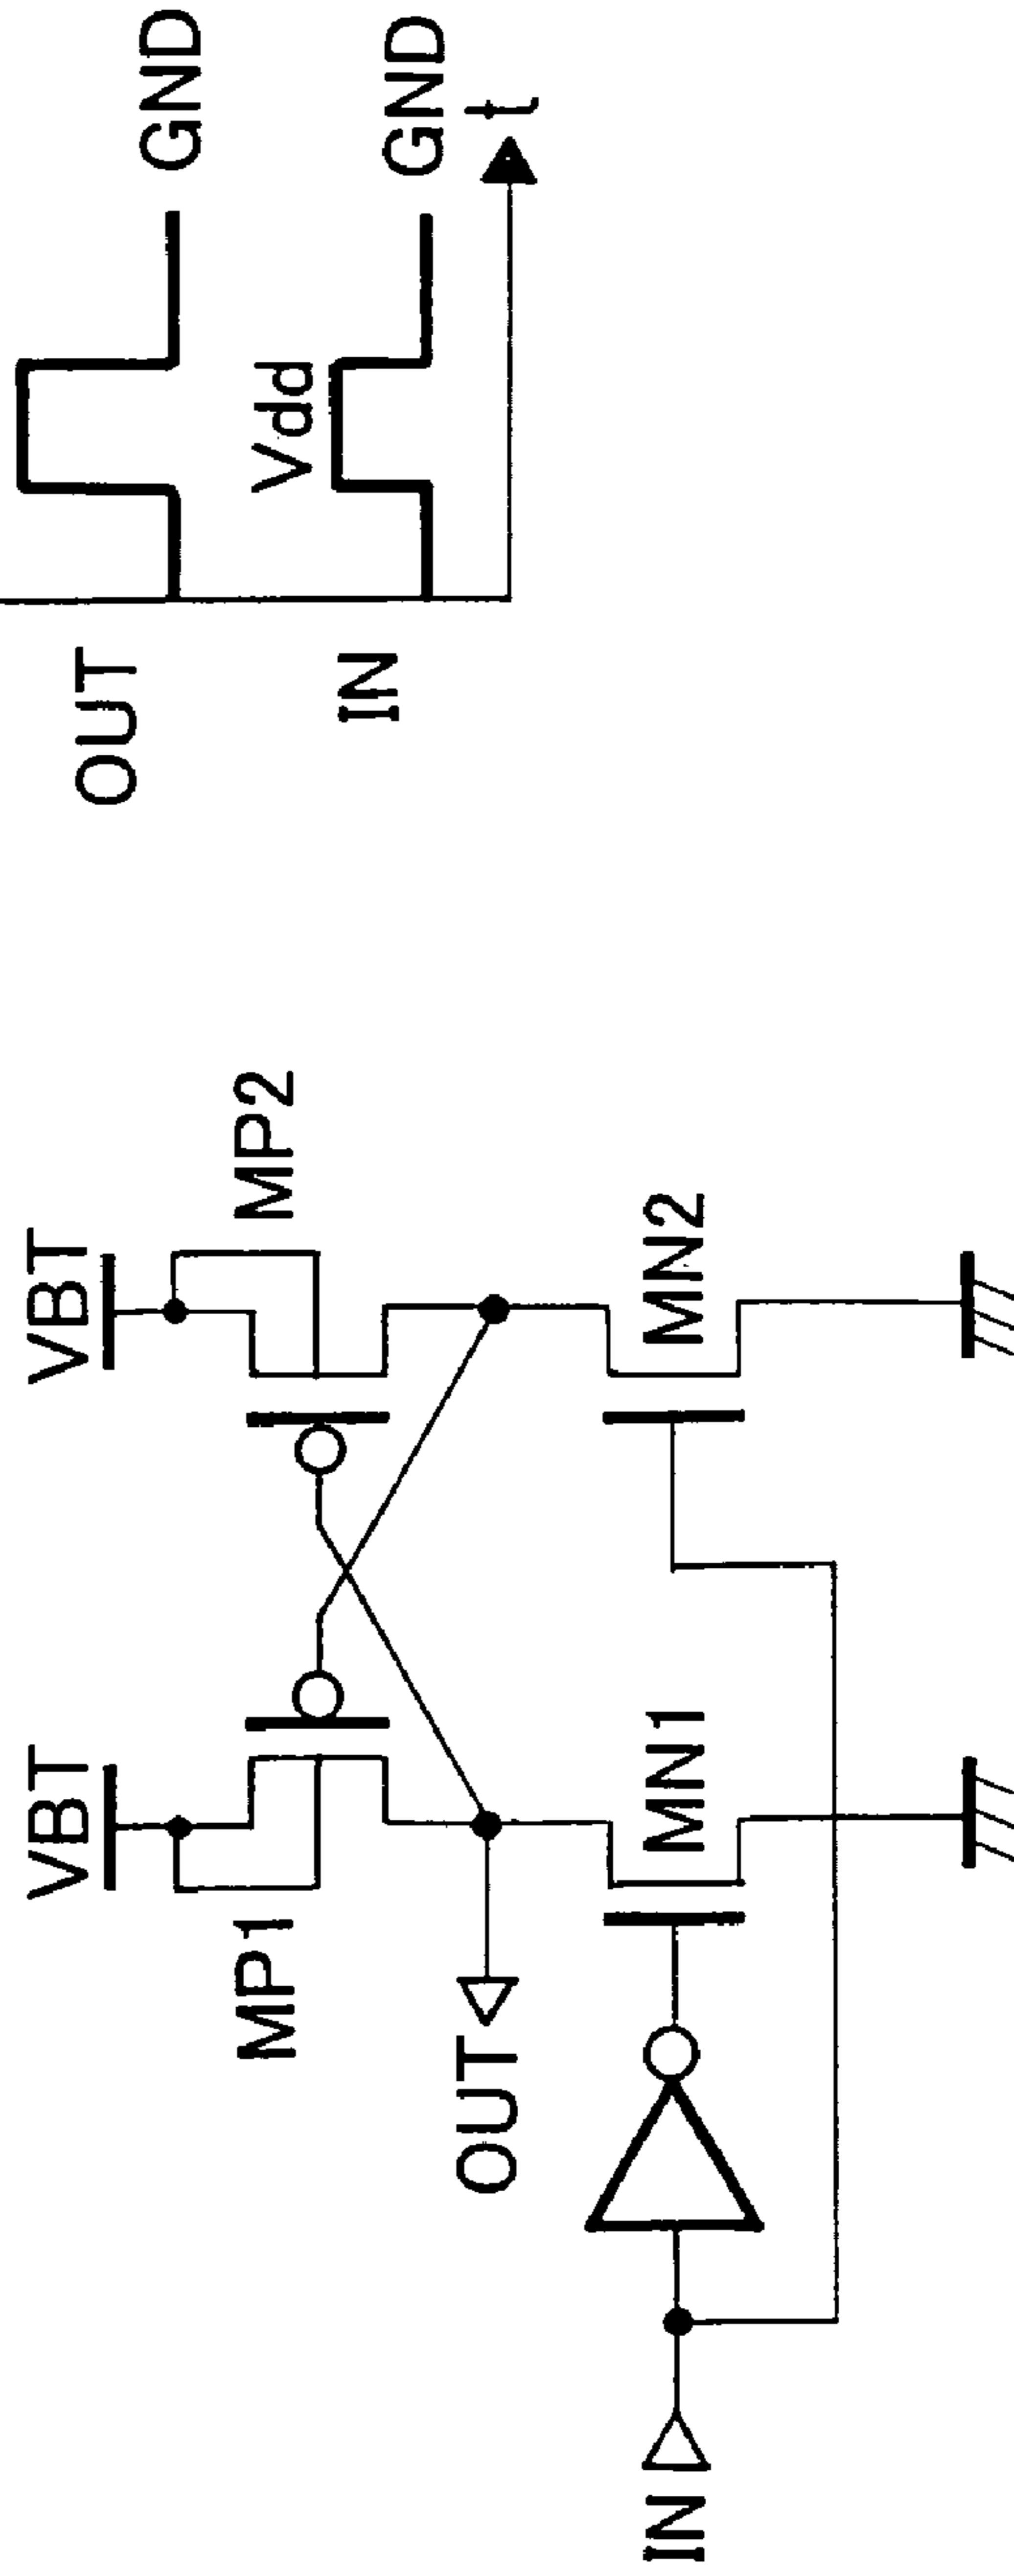 VBT
VBT
MP1
MP2
OUT
MN1
MN2
IN
OUT
GND
Vdd
IN
GND
t